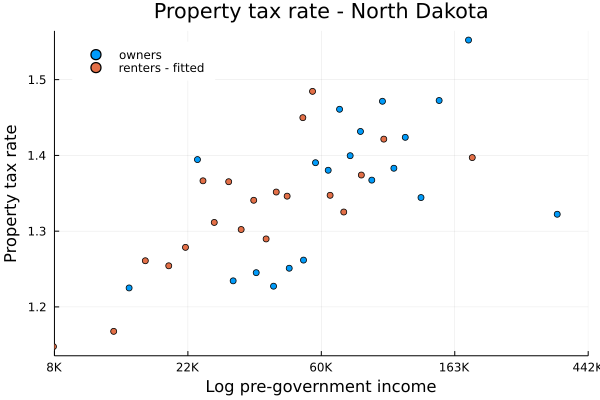 Property tax rate - North Dakota
owners
renters - fitted
Property tax rate
1.5
1.4
1.3
1.2
8K
22K
60K
163K
442K
Log pre-government income